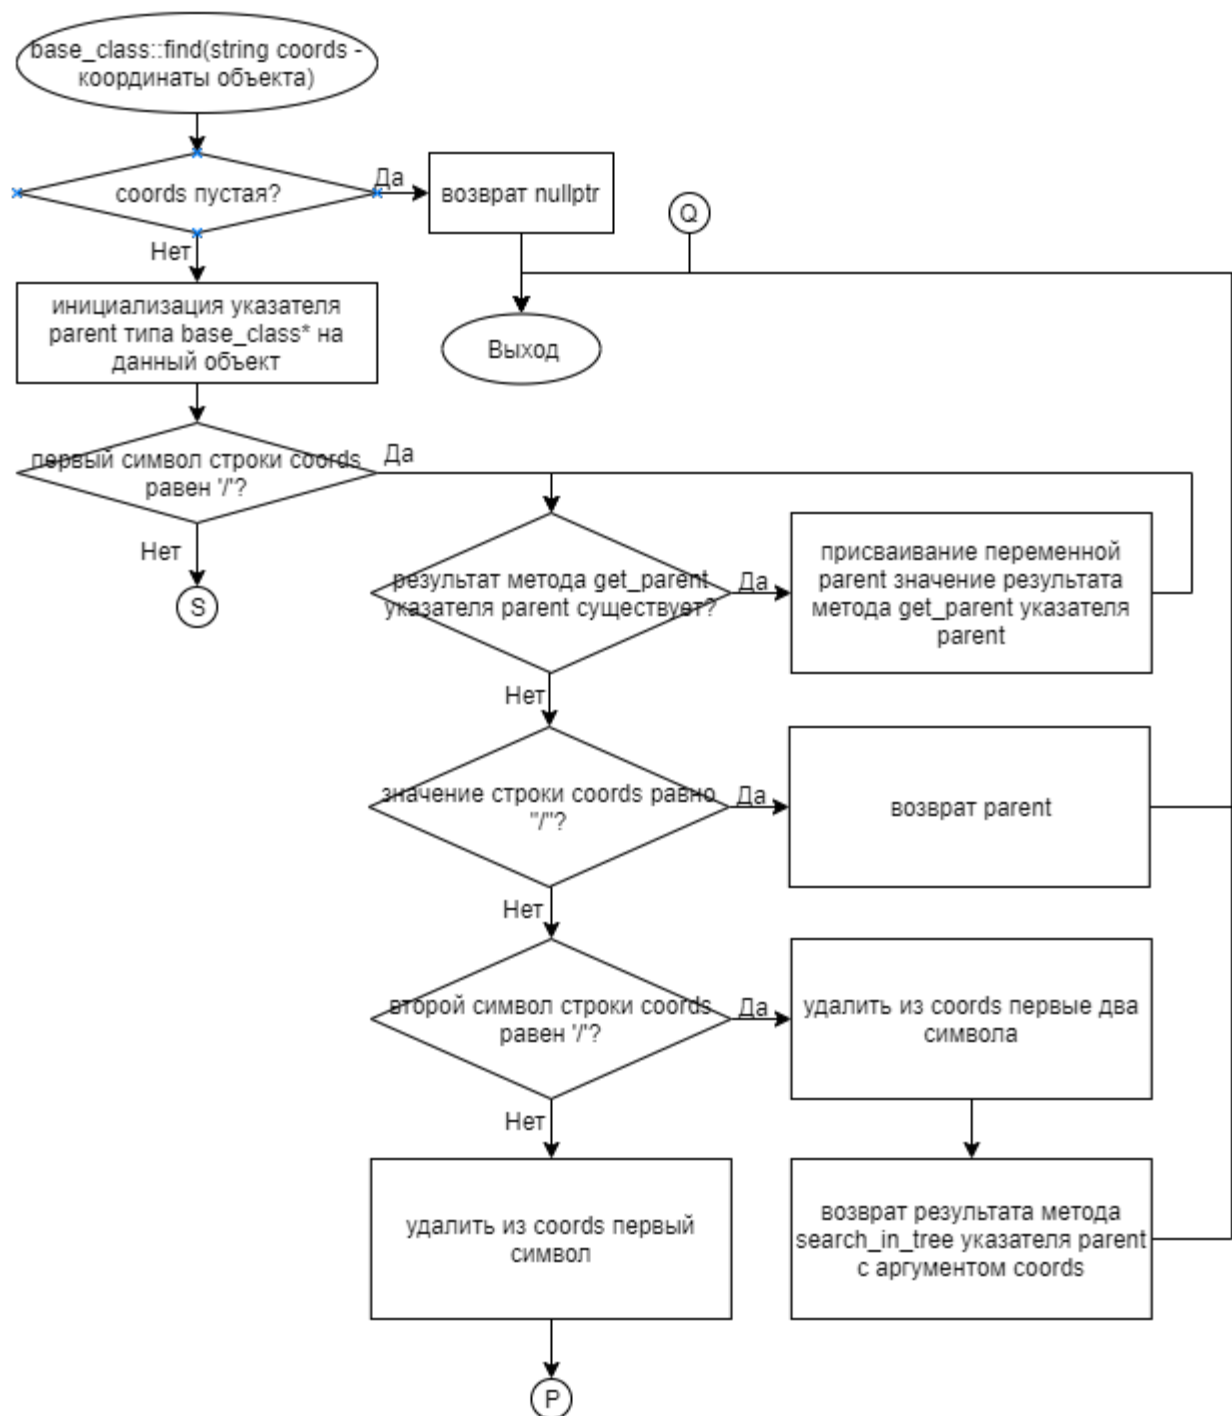 base_class::find(string coords -
координаты объекта)
coords пустая?
Да
возврат nullptr
Q
Нет
инициализация указателя
parent типа base_class* на
данный объект
Выход
первый символ строки coords
равен '/'?
Да
Нет
S
результат метода get_parent
указателя parent существует?
Да
присваивание переменной
parent значение результата
метода get_parent указателя
parent
Нет
значение строки coords равно
"/"?
Да
возврат parent
Нет
второй символ строки coords
равен '/'?
Да
удалить из coords первые два
символа
Нет
удалить из coords первый
символ
возврат результата метода
search_in_tree указателя parent
с аргументом coords
P